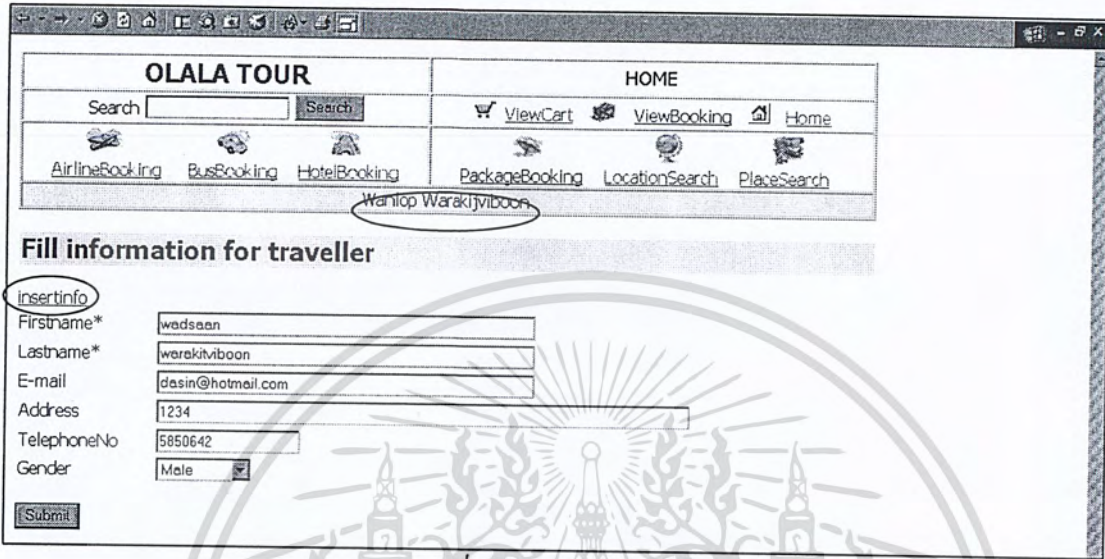 OLALA TOUR HOME
Search Search ViewCart ViewBooking Home
AirlineBooking BusBooking HotelBooking PackageBooking LocationSearch PlaceSearch
Wanlop Warakijviboon
Fill information for traveller
insertinfo
Firstname* wadsaan
Lastname* warakitviboon
E-mail dasin@hotmail.com
Address 1234
TelephoneNo 5850642
Gender Male
Submit